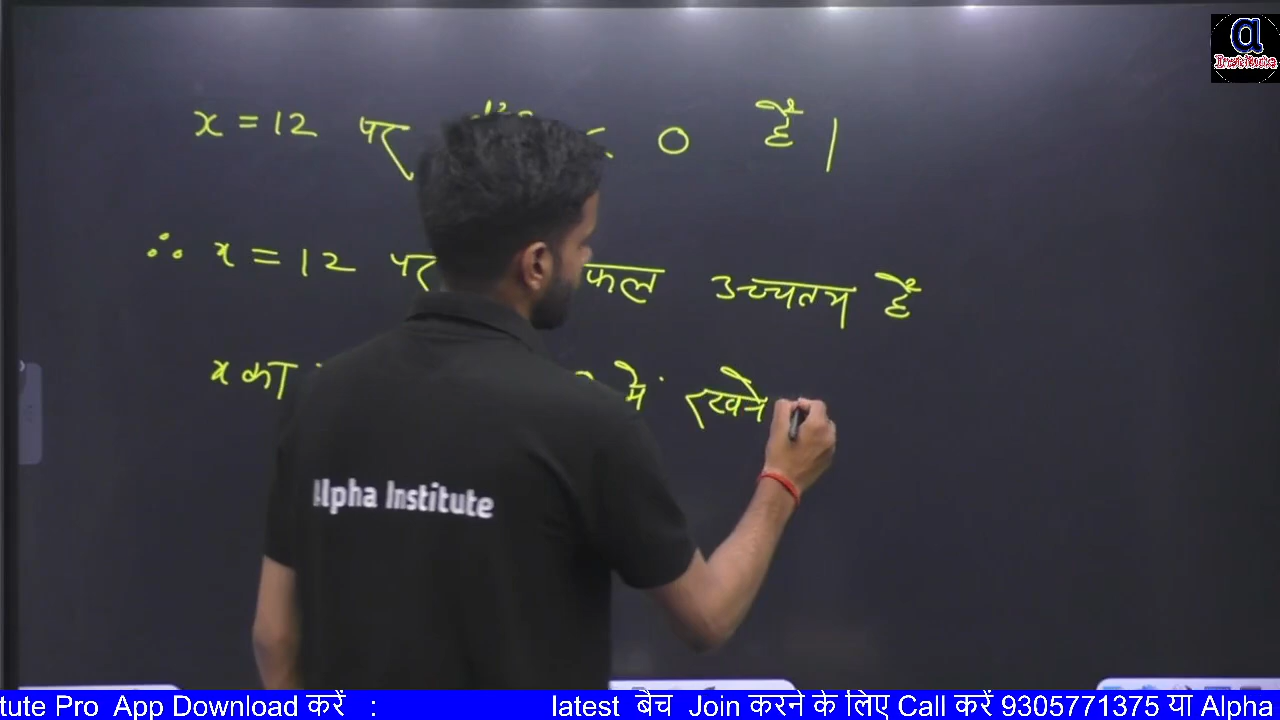 a
Institute
x = 12 पर < 0 है ।
∴ x = 12 पर फल उच्चतम है
x का में रखने
Alpha Institute
tute Pro App Download करें : latest बैच Join करने के लिए Call करें 9305771375 या Alpha